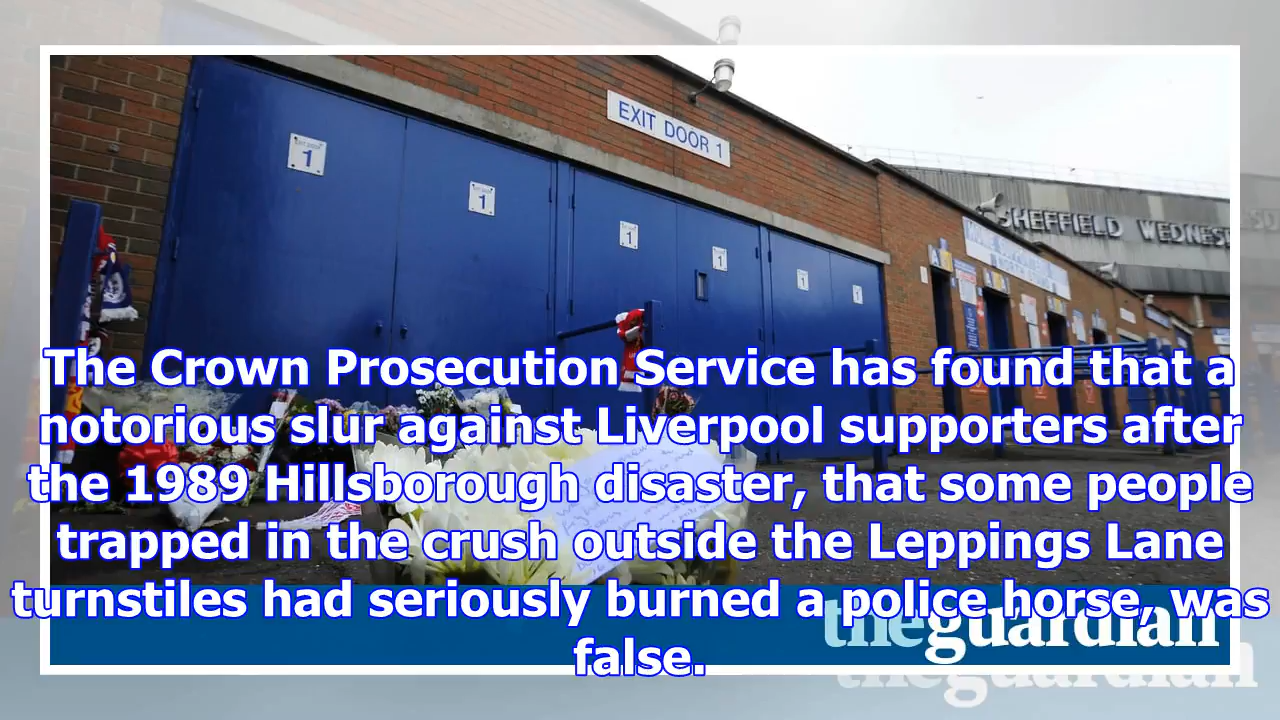 EXIT DOOR 1
1
1
1
1
1
1
SHEFFIELD WEDNES
The Crown Prosecution Service has found that a
notorious slur against Liverpool supporters after
the 1989 Hillsborough disaster, that some people
trapped in the crush outside the Leppings Lane
turnstiles had seriously burned a police horse, was
false.
theguardian
theguardian